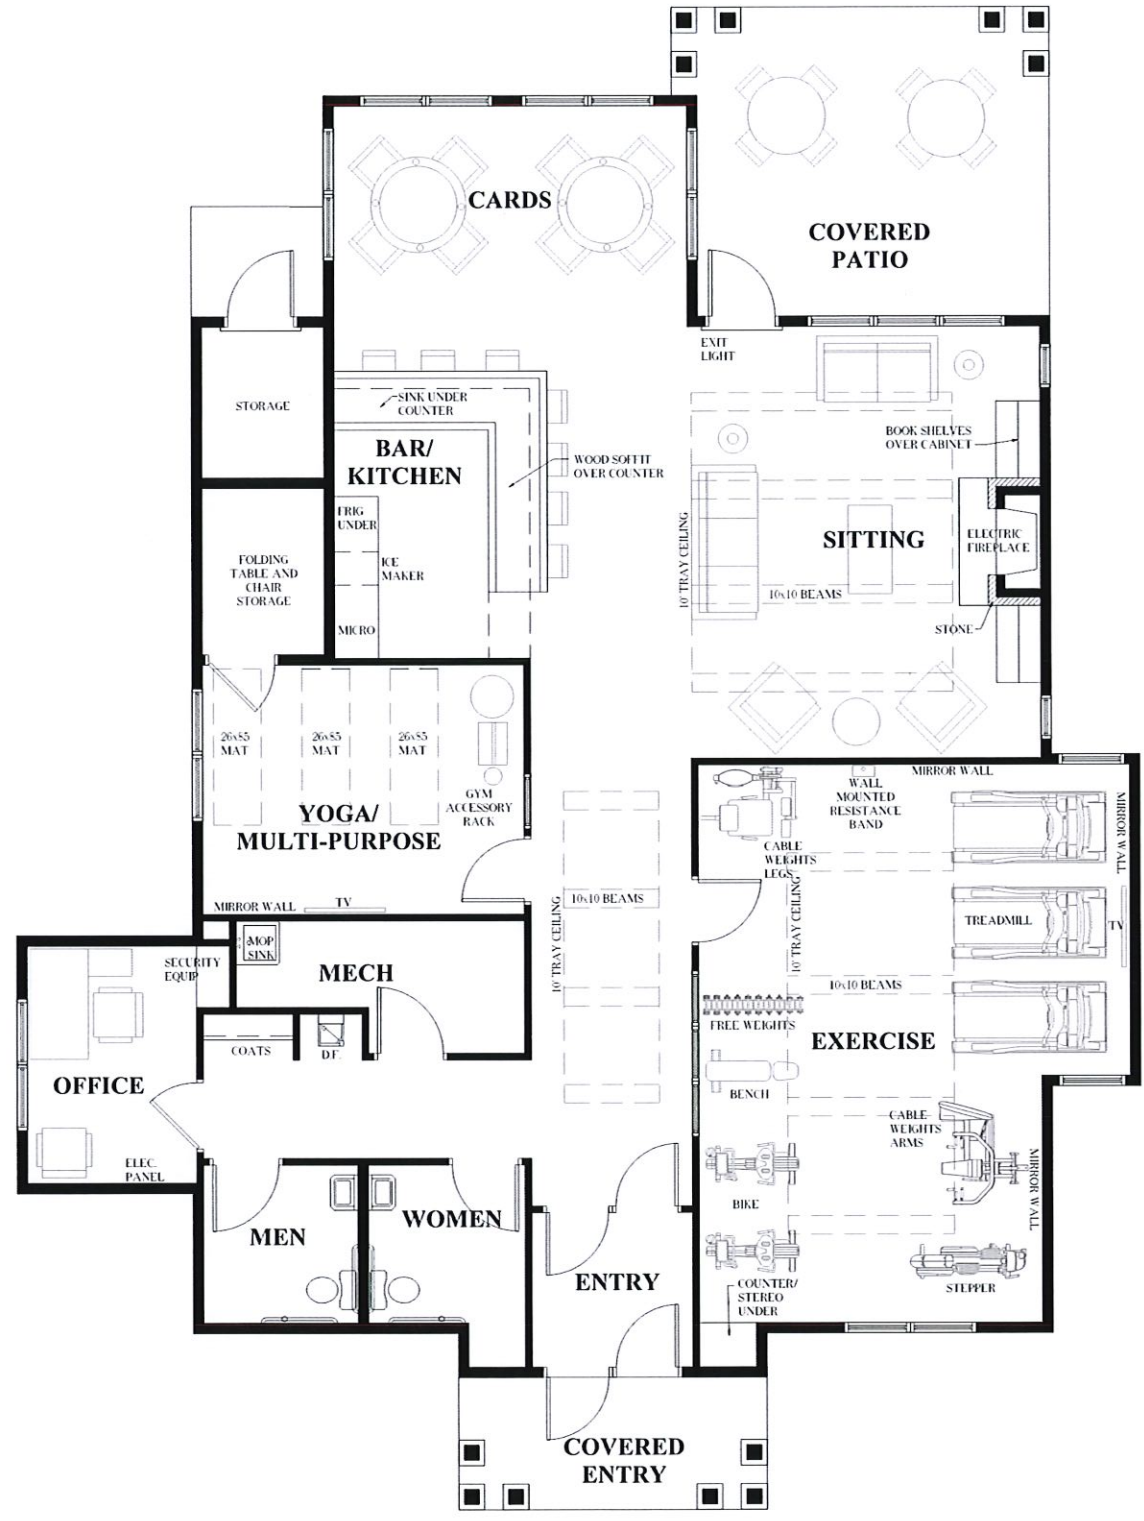 CARDS
COVERED
PATIO
EXIT
LIGHT
STORAGE
SINK UNDER
COUNTER
BAR/
KITCHEN
WOOD SOFFIT
OVER COUNTER
BOOK SHELVES
OVER CABINET
FRIG
UNDER
ICE
MAKER
MICRO
FOLDING
TABLE AND
CHAIR
STORAGE
10' TRAY CEILING
SITTING
ELECTRIC
FIREPLACE
10x10 BEAMS
STONE
26x85
MAT
26x85
MAT
26x85
MAT
GYM
ACCESSORY
RACK
YOGA/
MULTI-PURPOSE
MIRROR WALL
TV
MIRROR WALL
WALL
MOUNTED
RESISTANCE
BAND
MIRROR WALL
CABLE
WEIGHTS
LEGS
10' TRAY CEILING
TREADMILL
TV
10x10 BEAMS
10' TRAY CEILING
10x10 BEAMS
MOP
SINK
MECH
SECURITY
EQUIP
FREE WEIGHTS
EXERCISE
COATS
D.F.
OFFICE
BENCH
CABLE
WEIGHTS
ARMS
MIRROR WALL
ELEC.
PANEL
BIKE
MEN
WOMEN
ENTRY
COUNTER/
STEREO
UNDER
STEPPER
COVERED
ENTRY